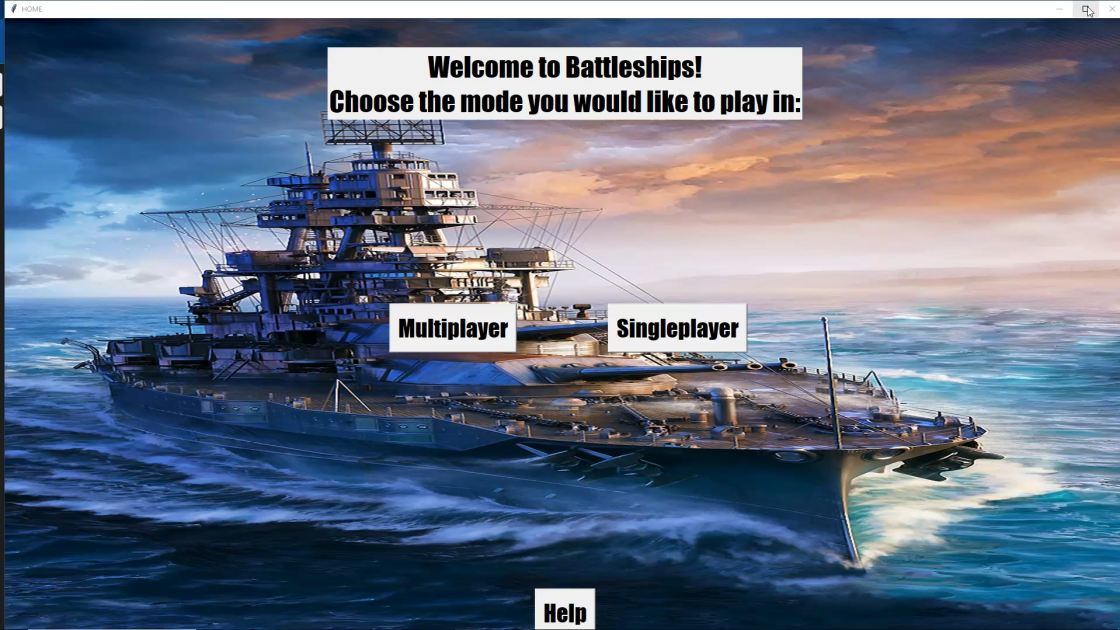 HOME
Welcome to Battleships!
Choose the mode you would like to play in:
Multiplayer
Singleplayer
Help